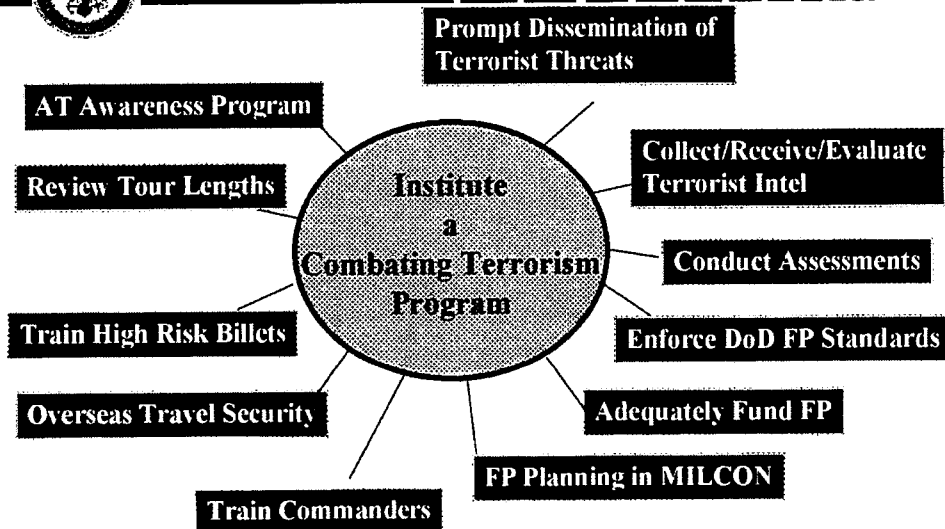 Prompt Dissemination of
Terrorist Threats
AT Awareness Program
Collect/Receive/Evaluate
Terrorist Intel
Review Tour Lengths
Institute
a
Combating Terrorism
Program
Conduct Assessments
Train High Risk Billets
Enforce DoD FP Standards
Overseas Travel Security
Adequately Fund FP
FP Planning in MILCON
Train Commanders